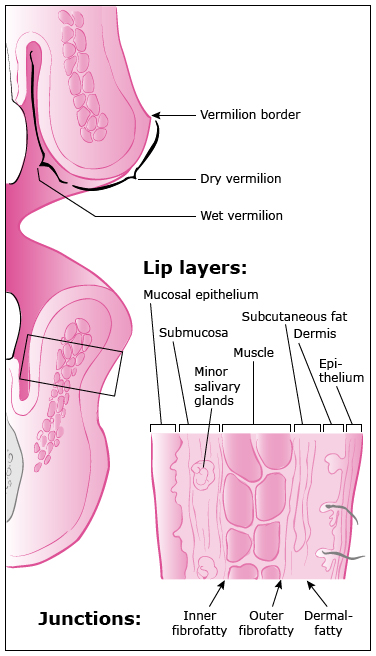 Vermilion border
Dry vermilion
Wet vermilion
Lip layers:
Mucosal epithelium
Submucosa
Minor
salivary
glands
Muscle
Subcutaneous fat
Dermis
Epi-
thelium
Junctions:
Inner
fibrofatty
Outer
fibrofatty
Dermal-
fatty